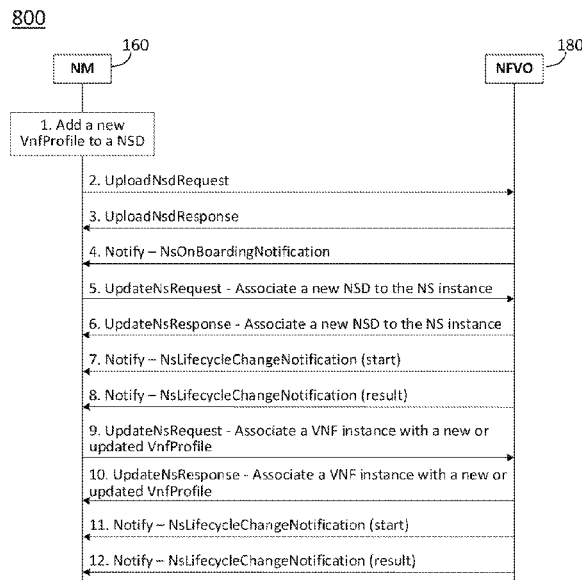 800
160
180
NM
NFVO
1. Add a new
VnfProfile to a NSD
2. UploadNsdRequest
3. UploadNsdResponse
4. Notify – NsOnBoardingNotification
5. UpdateNsRequest - Associate a new NSD to the NS instance
6. UpdateNsResponse - Associate a new NSD to the NS instance
7. Notify – NsLifecycleChangeNotification (start)
8. Notify – NsLifecycleChangeNotification (result)
9. UpdateNsRequest - Associate a VNF instance with a new or
updated VnfProfile
10. UpdateNsResponse - Associate a VNF instance with a new or
updated VnfProfile
11. Notify – NsLifecycleChangeNotification (start)
12. Notify – NsLifecycleChangeNotification (result)